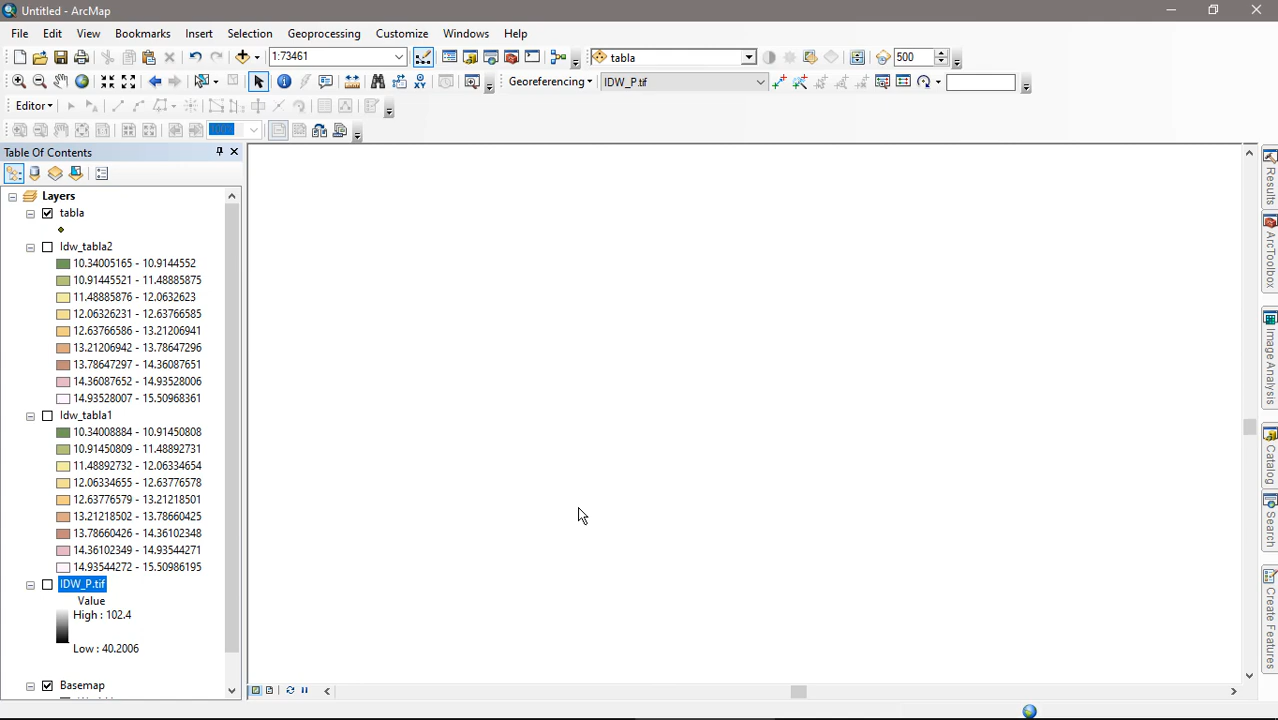 Untitled - ArcMap
File Edit View Bookmarks Insert Selection Geoprocessing Customize Windows Help
1:73461 tabla 500
Georeferencing IDW_P.tif
Editor
Table Of Contents
Layers
tabla
Idw_tabla2
10.34005165 - 10.9144552
10.91445521 - 11.48885875
11.48885876 - 12.0632623
12.06326231 - 12.63766585
12.63766586 - 13.21206941
13.21206942 - 13.78647296
13.78647297 - 14.36087651
14.36087652 - 14.93528006
14.93528007 - 15.50968361
Idw_tabla1
10.34008884 - 10.91450808
10.91450809 - 11.48892731
11.48892732 - 12.06334654
12.06334655 - 12.63776578
12.63776579 - 13.21218501
13.21218502 - 13.78660425
13.78660426 - 14.36102348
14.36102349 - 14.93544271
14.93544272 - 15.50986195
IDW_P.tif
Value
High : 102.4
Low : 40.2006
Basemap
Results
ArcToolbox
Image Analysis
Catalog
Search
Create Features